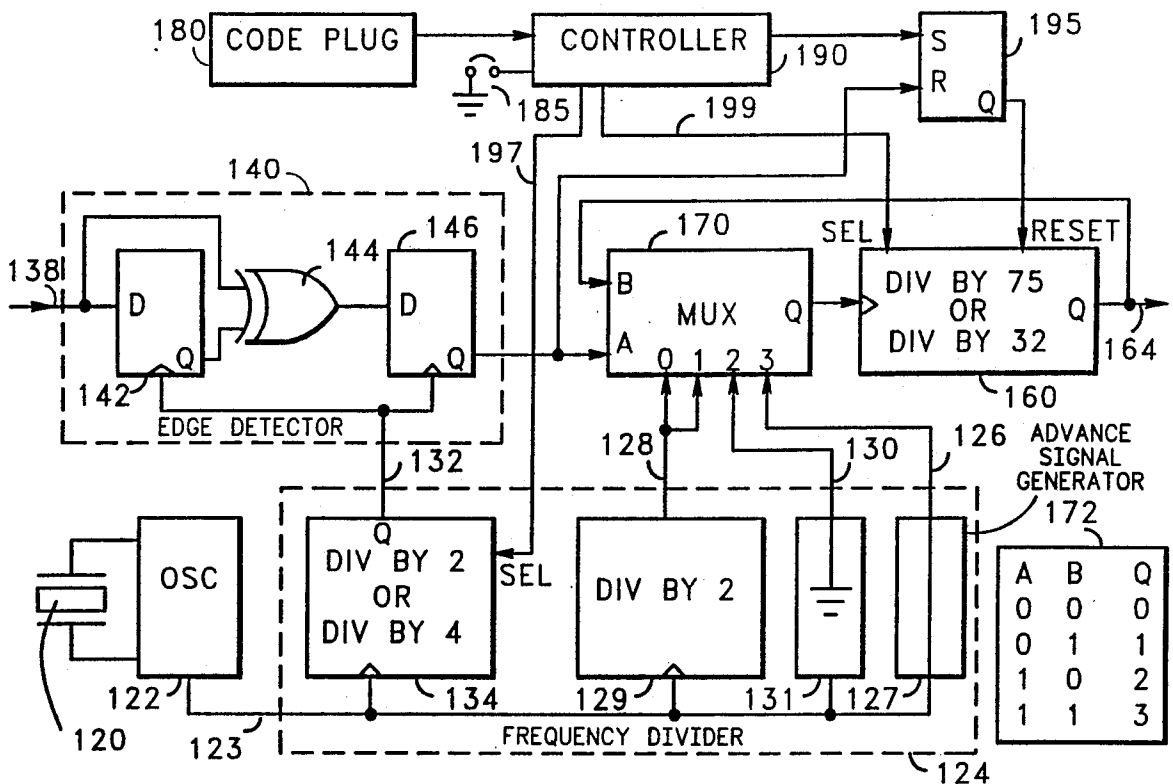 180
CODE PLUG
CONTROLLER
190
195
S
R
Q
185
199
197
140
138
D
Q
142
144
146
D
Q
EDGE DETECTOR
170
B
A
MUX
Q
0 1 2 3
SEL
RESET
DIV BY 75
OR
DIV BY 32
Q
164
160
132
128
130
126
ADVANCE
SIGNAL
GENERATOR
172
OSC
120
122
123
Q
DIV BY 2
OR
DIV BY 4
SEL
134
DIV BY 2
129
131
127
FREQUENCY DIVIDER
124
A B Q
0 0 0
0 1 1
1 0 2
1 1 3